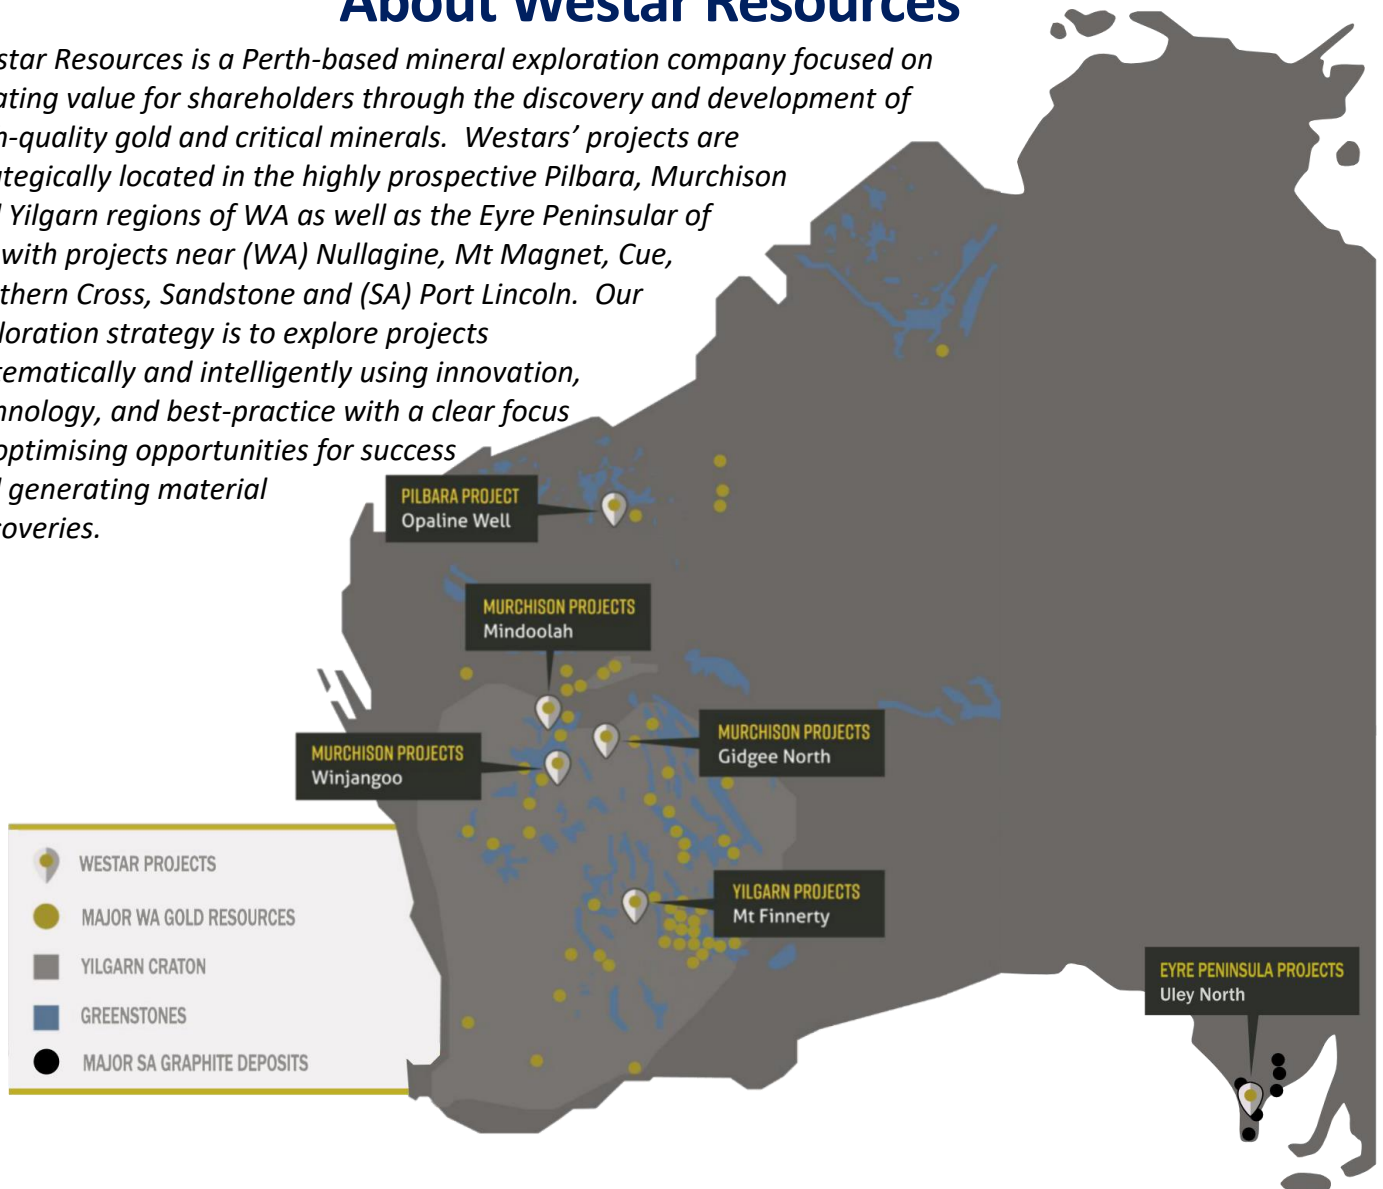 About Westar Resources
star Resources is a Perth-based mineral exploration company focused on
ating value for shareholders through the discovery and development of
-quality gold and critical minerals.  Westars’ projects are
tegically located in the highly prospective Pilbara, Murchison
Yilgarn regions of WA as well as the Eyre Peninsular of
with projects near (WA) Nullagine, Mt Magnet, Cue,
thern Cross, Sandstone and (SA) Port Lincoln.  Our
loration strategy is to explore projects
tematically and intelligently using innovation,
hnology, and best-practice with a clear focus
optimising opportunities for success
generating material
coveries.
PILBARA PROJECT
Opaline Well
MURCHISON PROJECTS
Mindoolah
MURCHISON PROJECTS
Gidgee North
MURCHISON PROJECTS
Winjangoo
YILGARN PROJECTS
Mt Finnerty
EYRE PENINSULA PROJECTS
Uley North
WESTAR PROJECTS
MAJOR WA GOLD RESOURCES
YILGARN CRATON
GREENSTONES
MAJOR SA GRAPHITE DEPOSITS